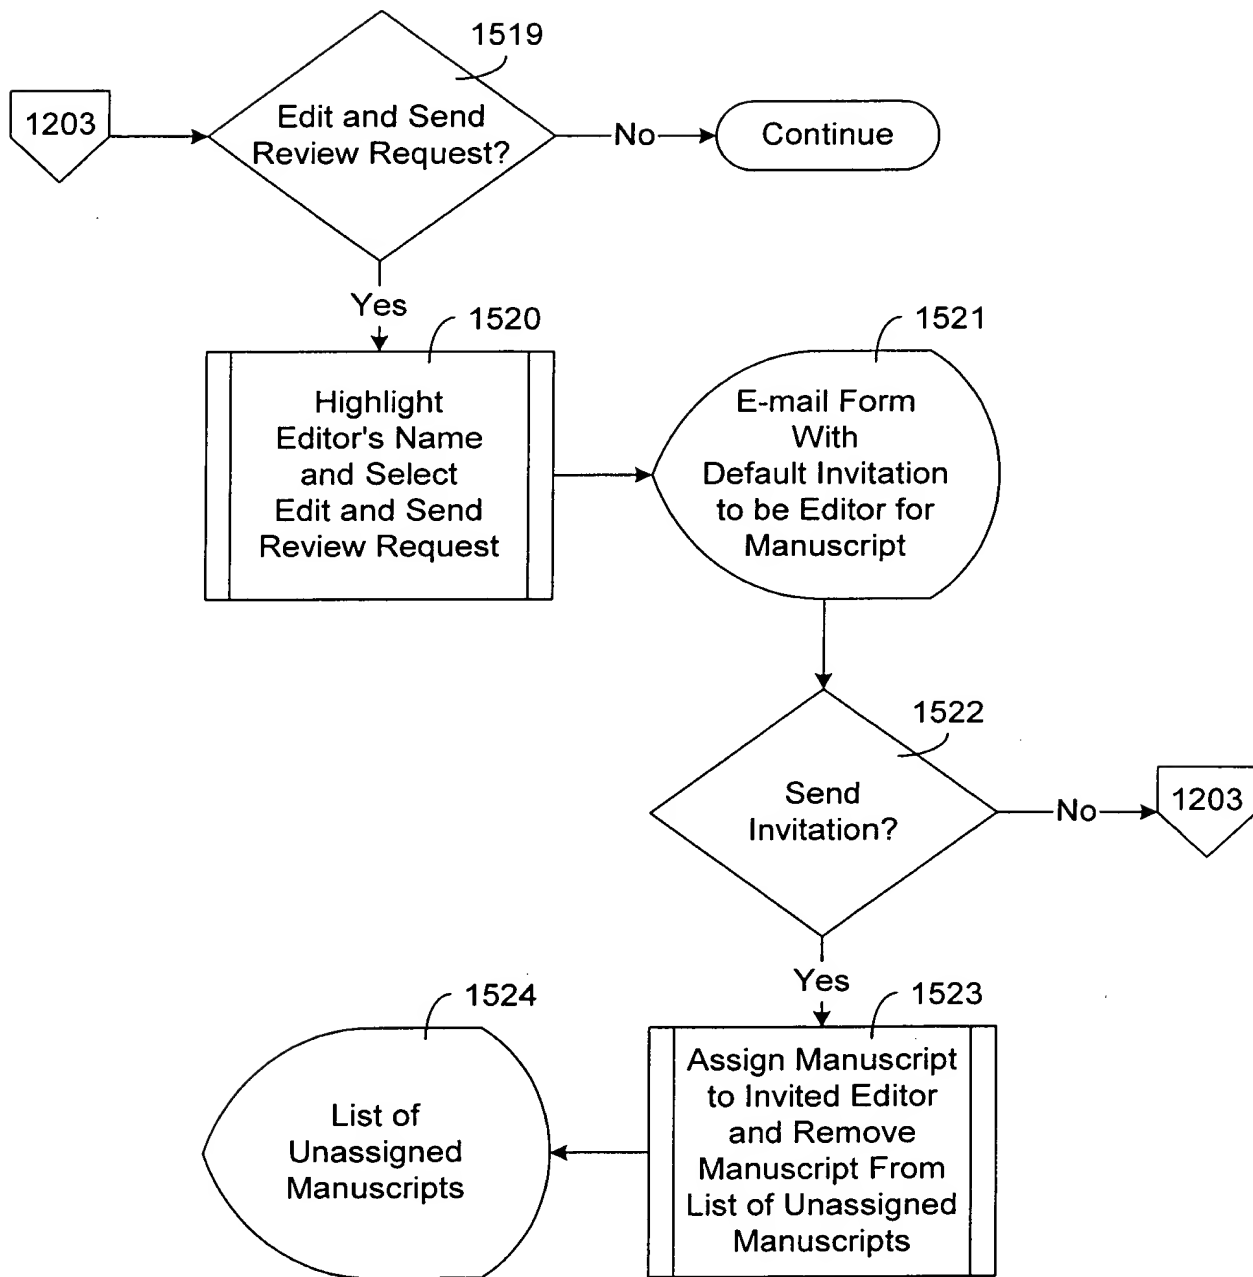 1519
1203
Edit and Send
Review Request?
No
Continue
Yes
1520
Highlight
Editor's Name
and Select
Edit and Send
Review Request
1521
E-mail Form
With
Default Invitation
to be Editor for
Manuscript
1522
Send
Invitation?
No
1203
Yes
1523
Assign Manuscript
to Invited Editor
and Remove
Manuscript From
List of Unassigned
Manuscripts
1524
List of
Unassigned
Manuscripts